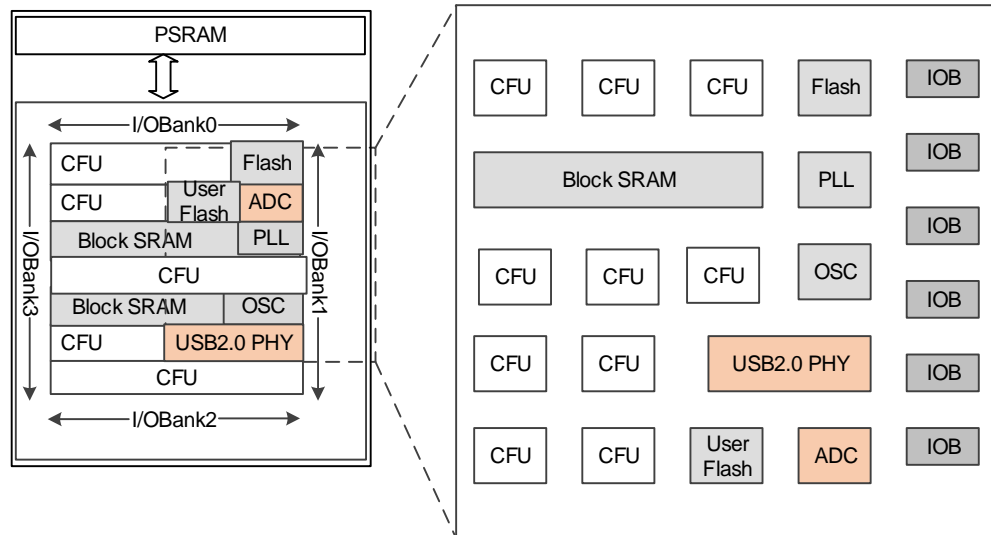 PSRAM
I/OBank0
CFU
Flash
CFU
User
Flash
ADC
Block SRAM
PLL
CFU
Block SRAM
OSC
CFU
USB2.0 PHY
CFU
I/OBank3
I/OBank1
I/OBank2
CFU CFU CFU Flash IOB
IOB
Block SRAM PLL
IOB
CFU CFU CFU OSC
IOB
CFU CFU USB2.0 PHY IOB
CFU CFU User
Flash ADC IOB